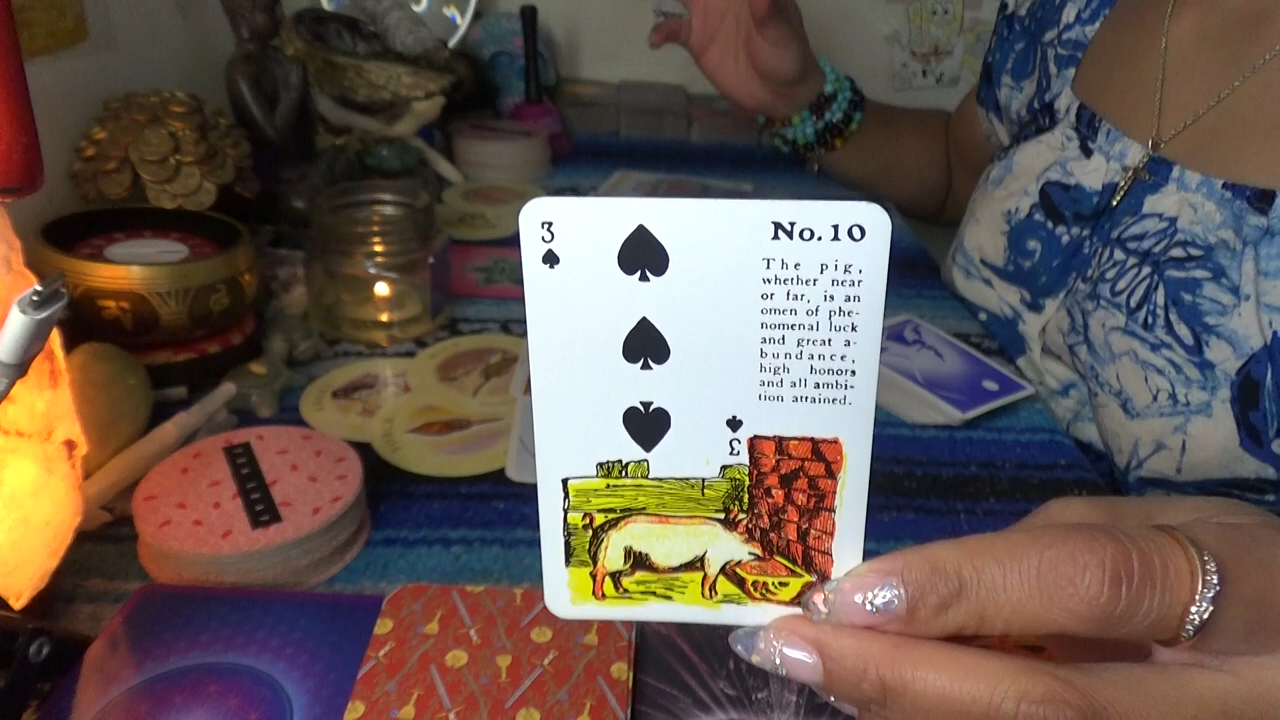 3
No. 10
The pig,
whether near
or far, is an
omen of phe-
nomenal luck
and great a-
bundance,
high honors
and all ambi-
tion attained.
3